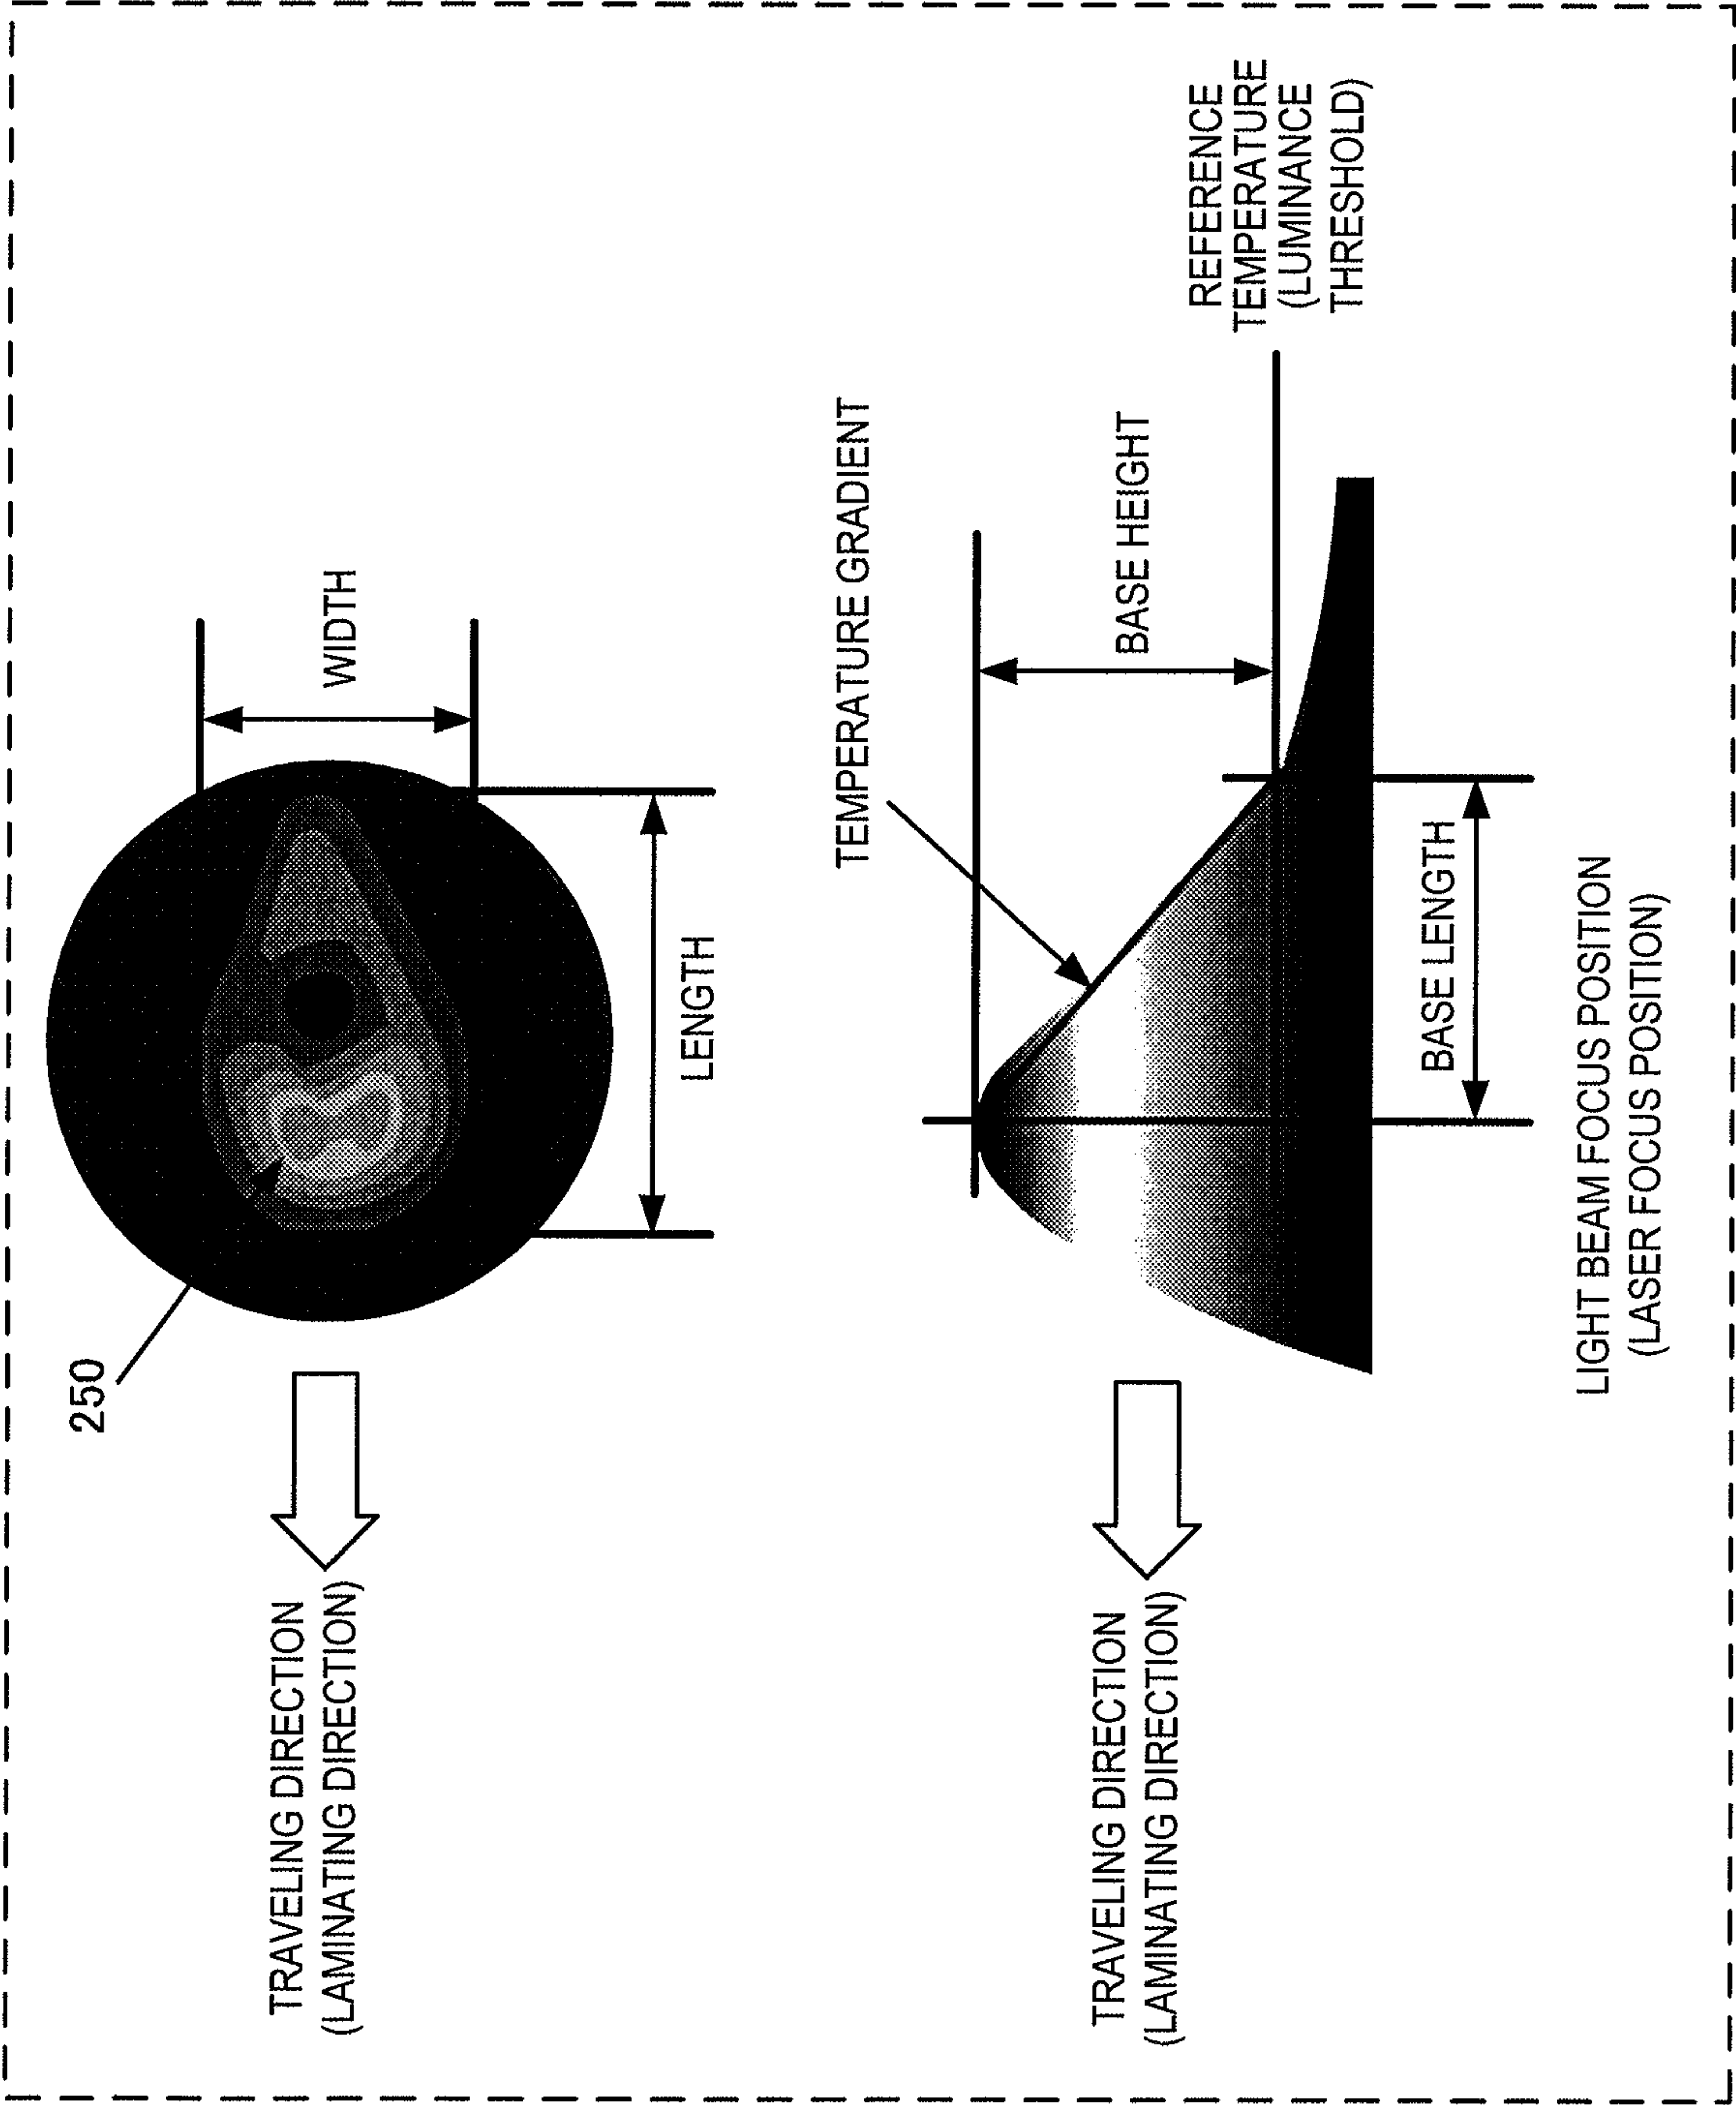 250
TRAVELING DIRECTION
(LAMINATING DIRECTION)
WIDTH
LENGTH
TRAVELING DIRECTION
(LAMINATING DIRECTION)
TEMPERATURE GRADIENT
BASE HEIGHT
REFERENCE
TEMPERATURE
(LUMINANCE
THRESHOLD)
BASE LENGTH
LIGHT BEAM FOCUS POSITION
(LASER FOCUS POSITION)